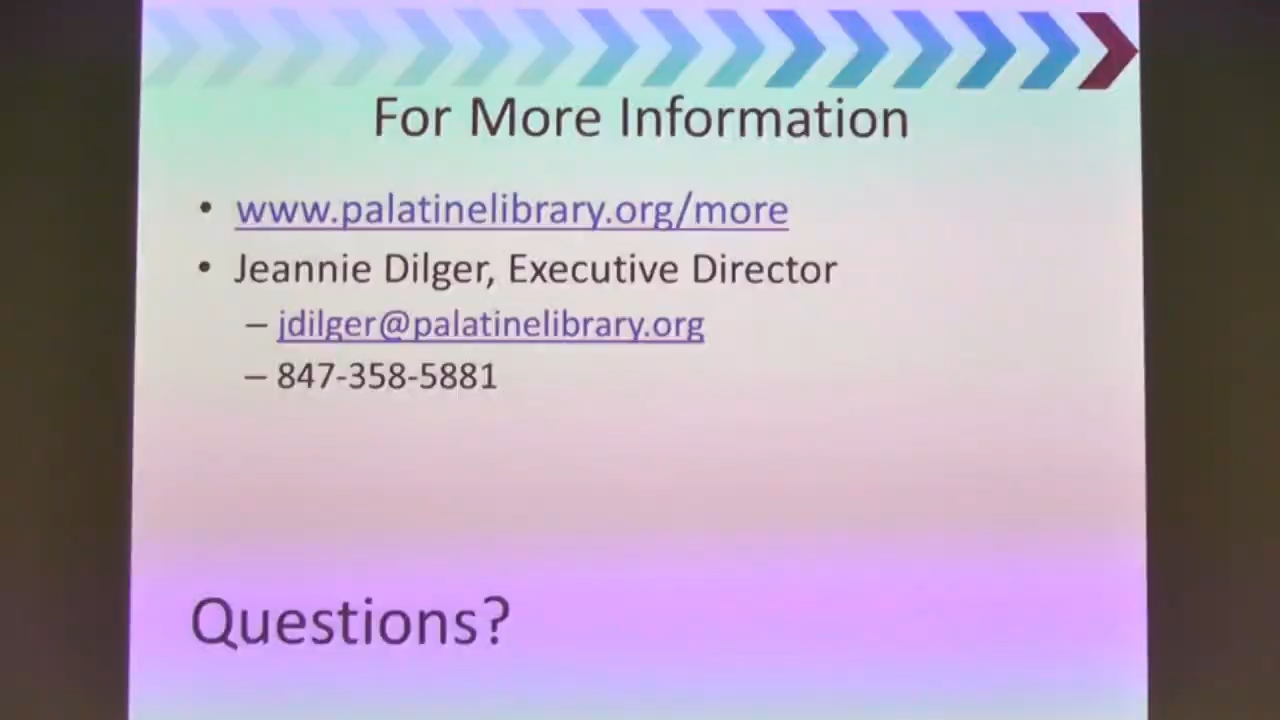 For More Information
• www.palatinelibrary.org/more
• Jeannie Dilger, Executive Director
– jdilger@palatinelibrary.org
– 847-358-5881
Questions?